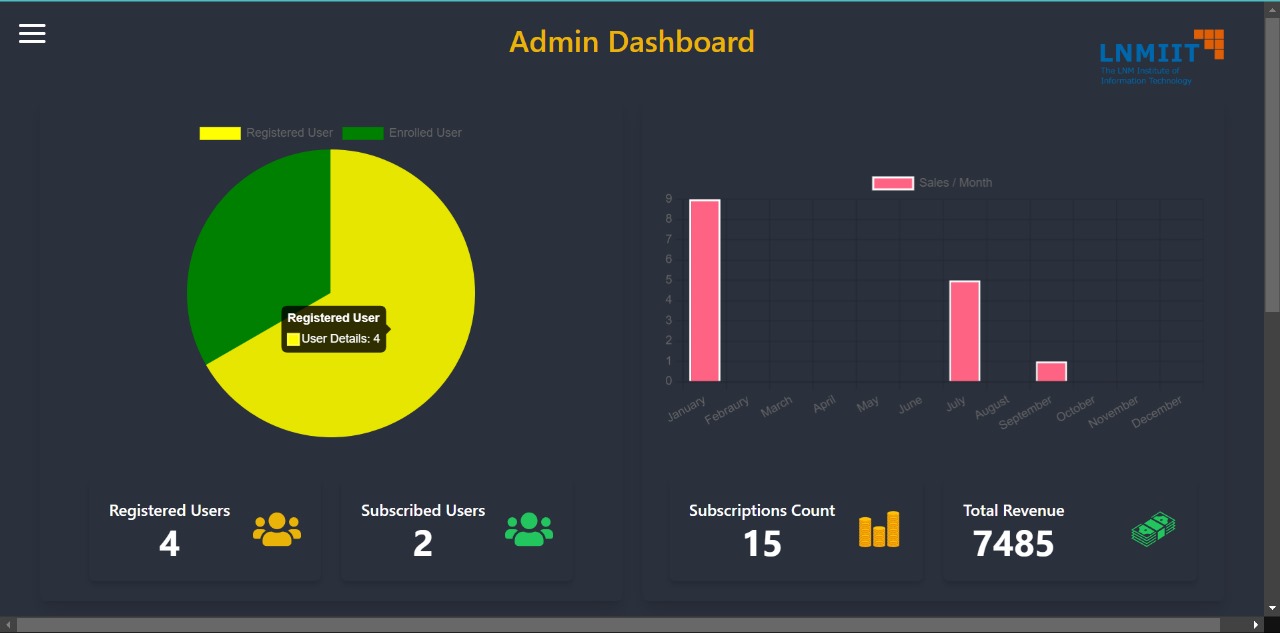 Admin Dashboard
LNMIIT
The LNM Institute of
Information Technology
Registered User
Enrolled User
Registered User
User Details: 4
Sales / Month
9
8
7
6
5
4
3
2
1
0
January
Febraury
March
April
May
June
July
August
September
October
November
December
Registered Users
4
Subscribed Users
2
Subscriptions Count
15
Total Revenue
7485